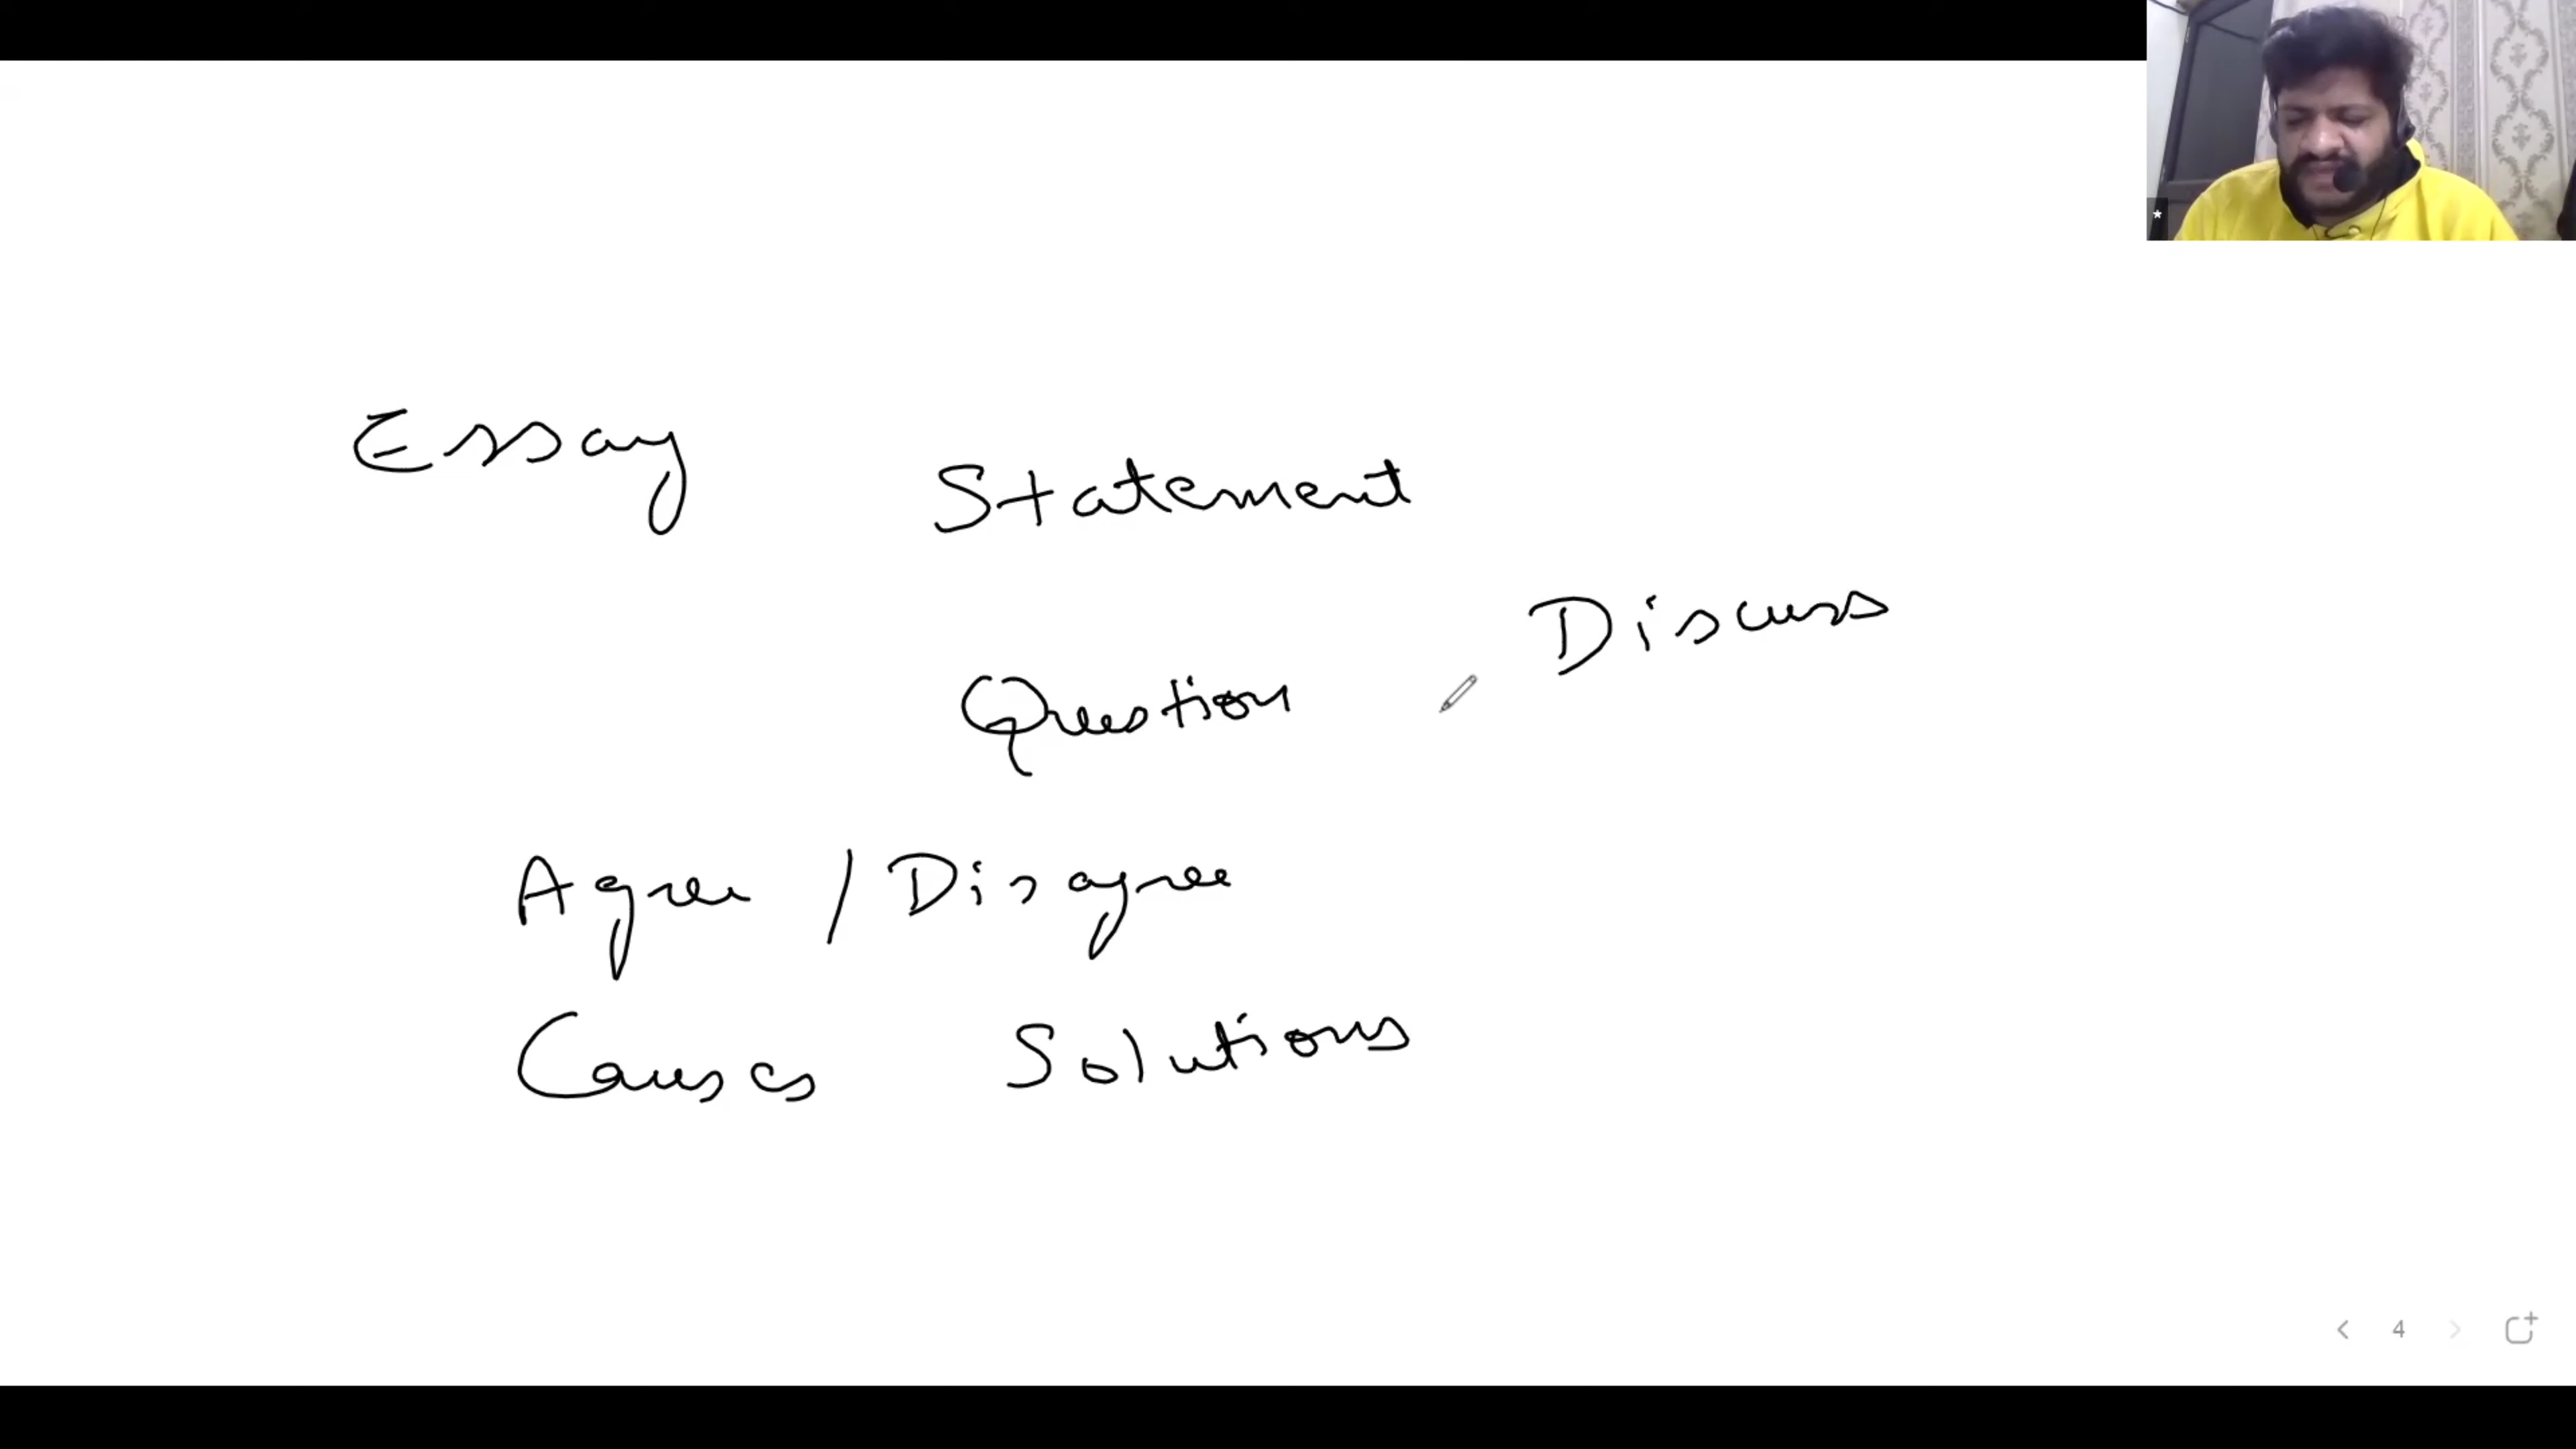 Essay
Statement
Discuss
Question
Agree / Disagree
Causes Solutions
4